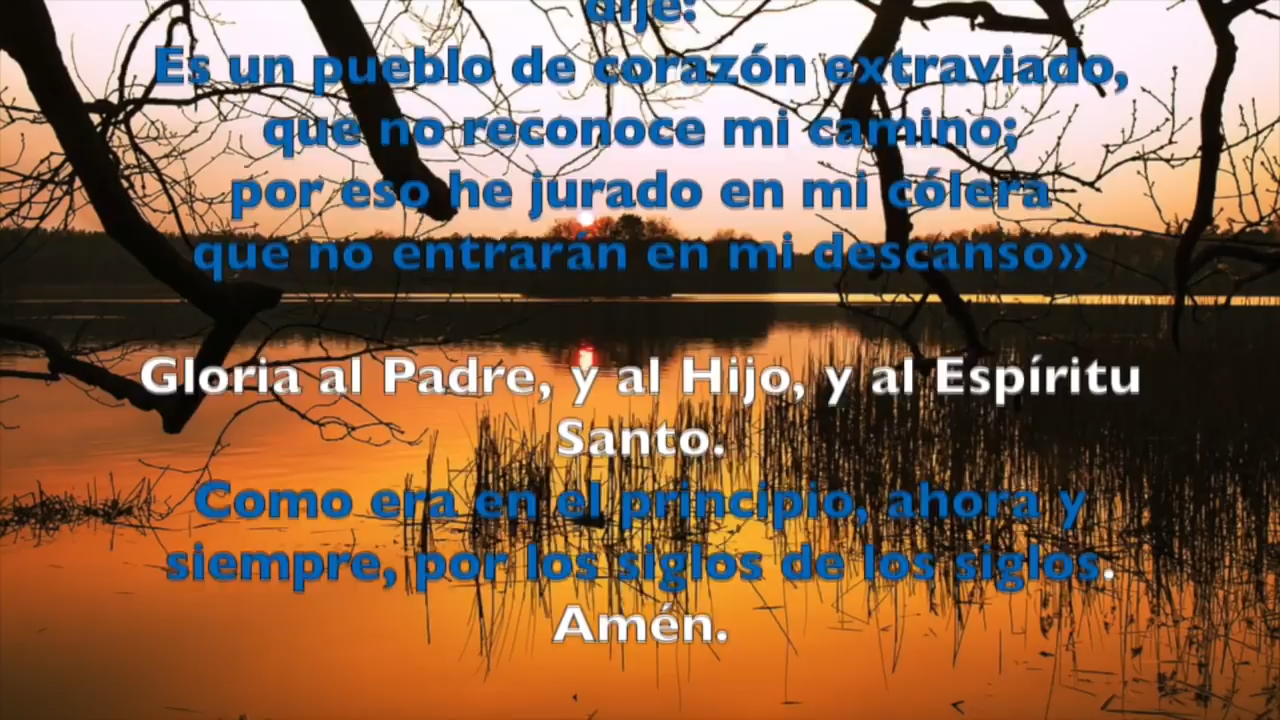 dije:
Es un pueblo de corazón extraviado,
que no reconoce mi camino;
por eso he jurado en mi cólera
que no entrarán en mi descanso»
Gloria al Padre, y al Hijo, y al Espíritu
Santo.
Como era en el principio, ahora y
siempre, por los siglos de los siglos.
Amén.